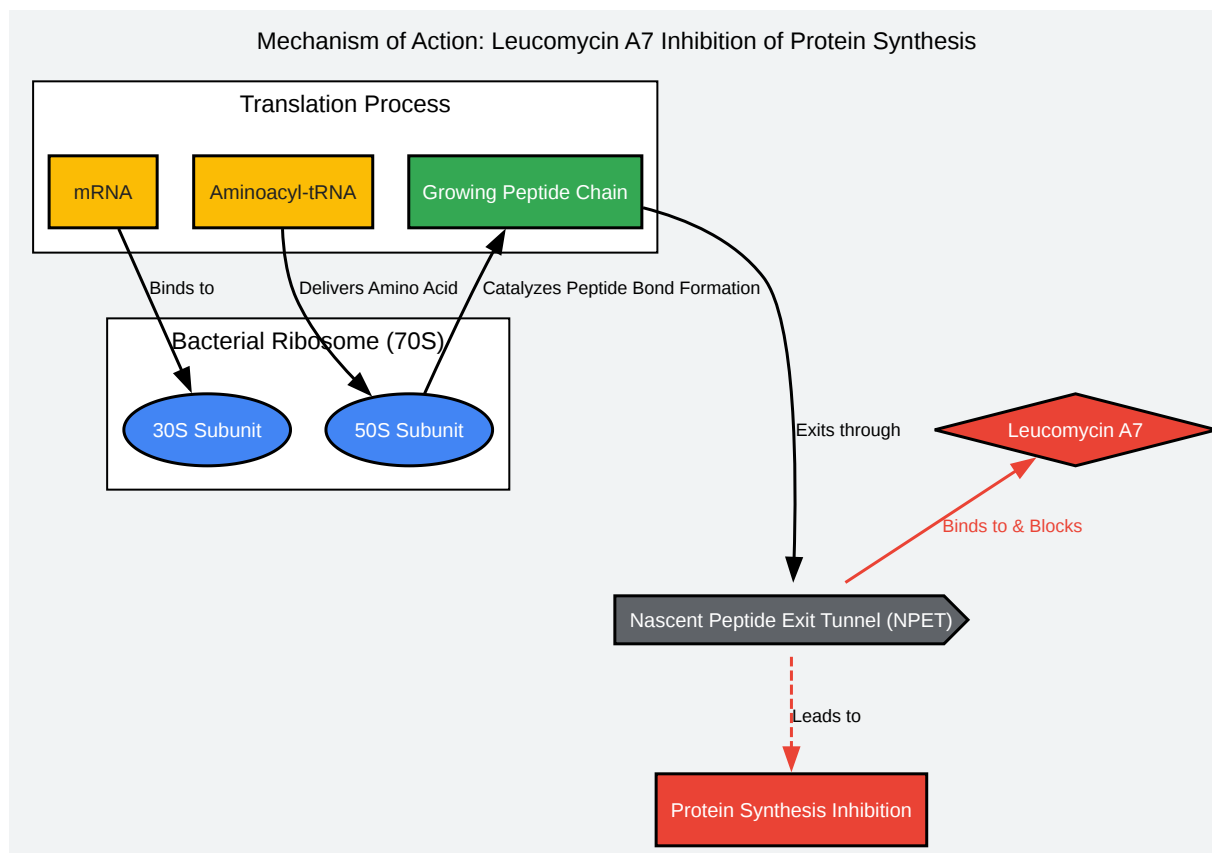 Mechanism of Action: Leucomycin A7 Inhibition of Protein Synthesis
Translation Process
mRNA
Aminoacyl-tRNA
Growing Peptide Chain
Binds to
Delivers Amino Acid
Catalyzes Peptide Bond Formation
Bacterial Ribosome (70S)
30S Subunit
50S Subunit
Exits through
Leucomycin A7
Binds to & Blocks
Nascent Peptide Exit Tunnel (NPET)
Leads to
Protein Synthesis Inhibition